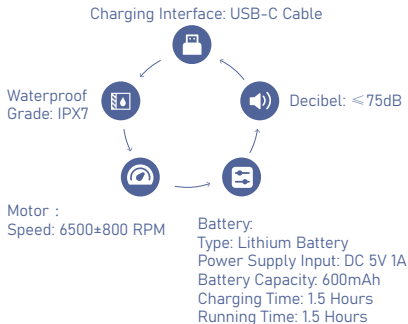 Charging Interface: USB-C Cable
Waterproof
Grade: IPX7
Decibel: ≤75dB
Motor：
Speed: 6500±800 RPM
Battery:
Type: Lithium Battery
Power Supply Input: DC 5V 1A
Battery Capacity: 600mAh
Charging Time: 1.5 Hours
Running Time: 1.5 Hours